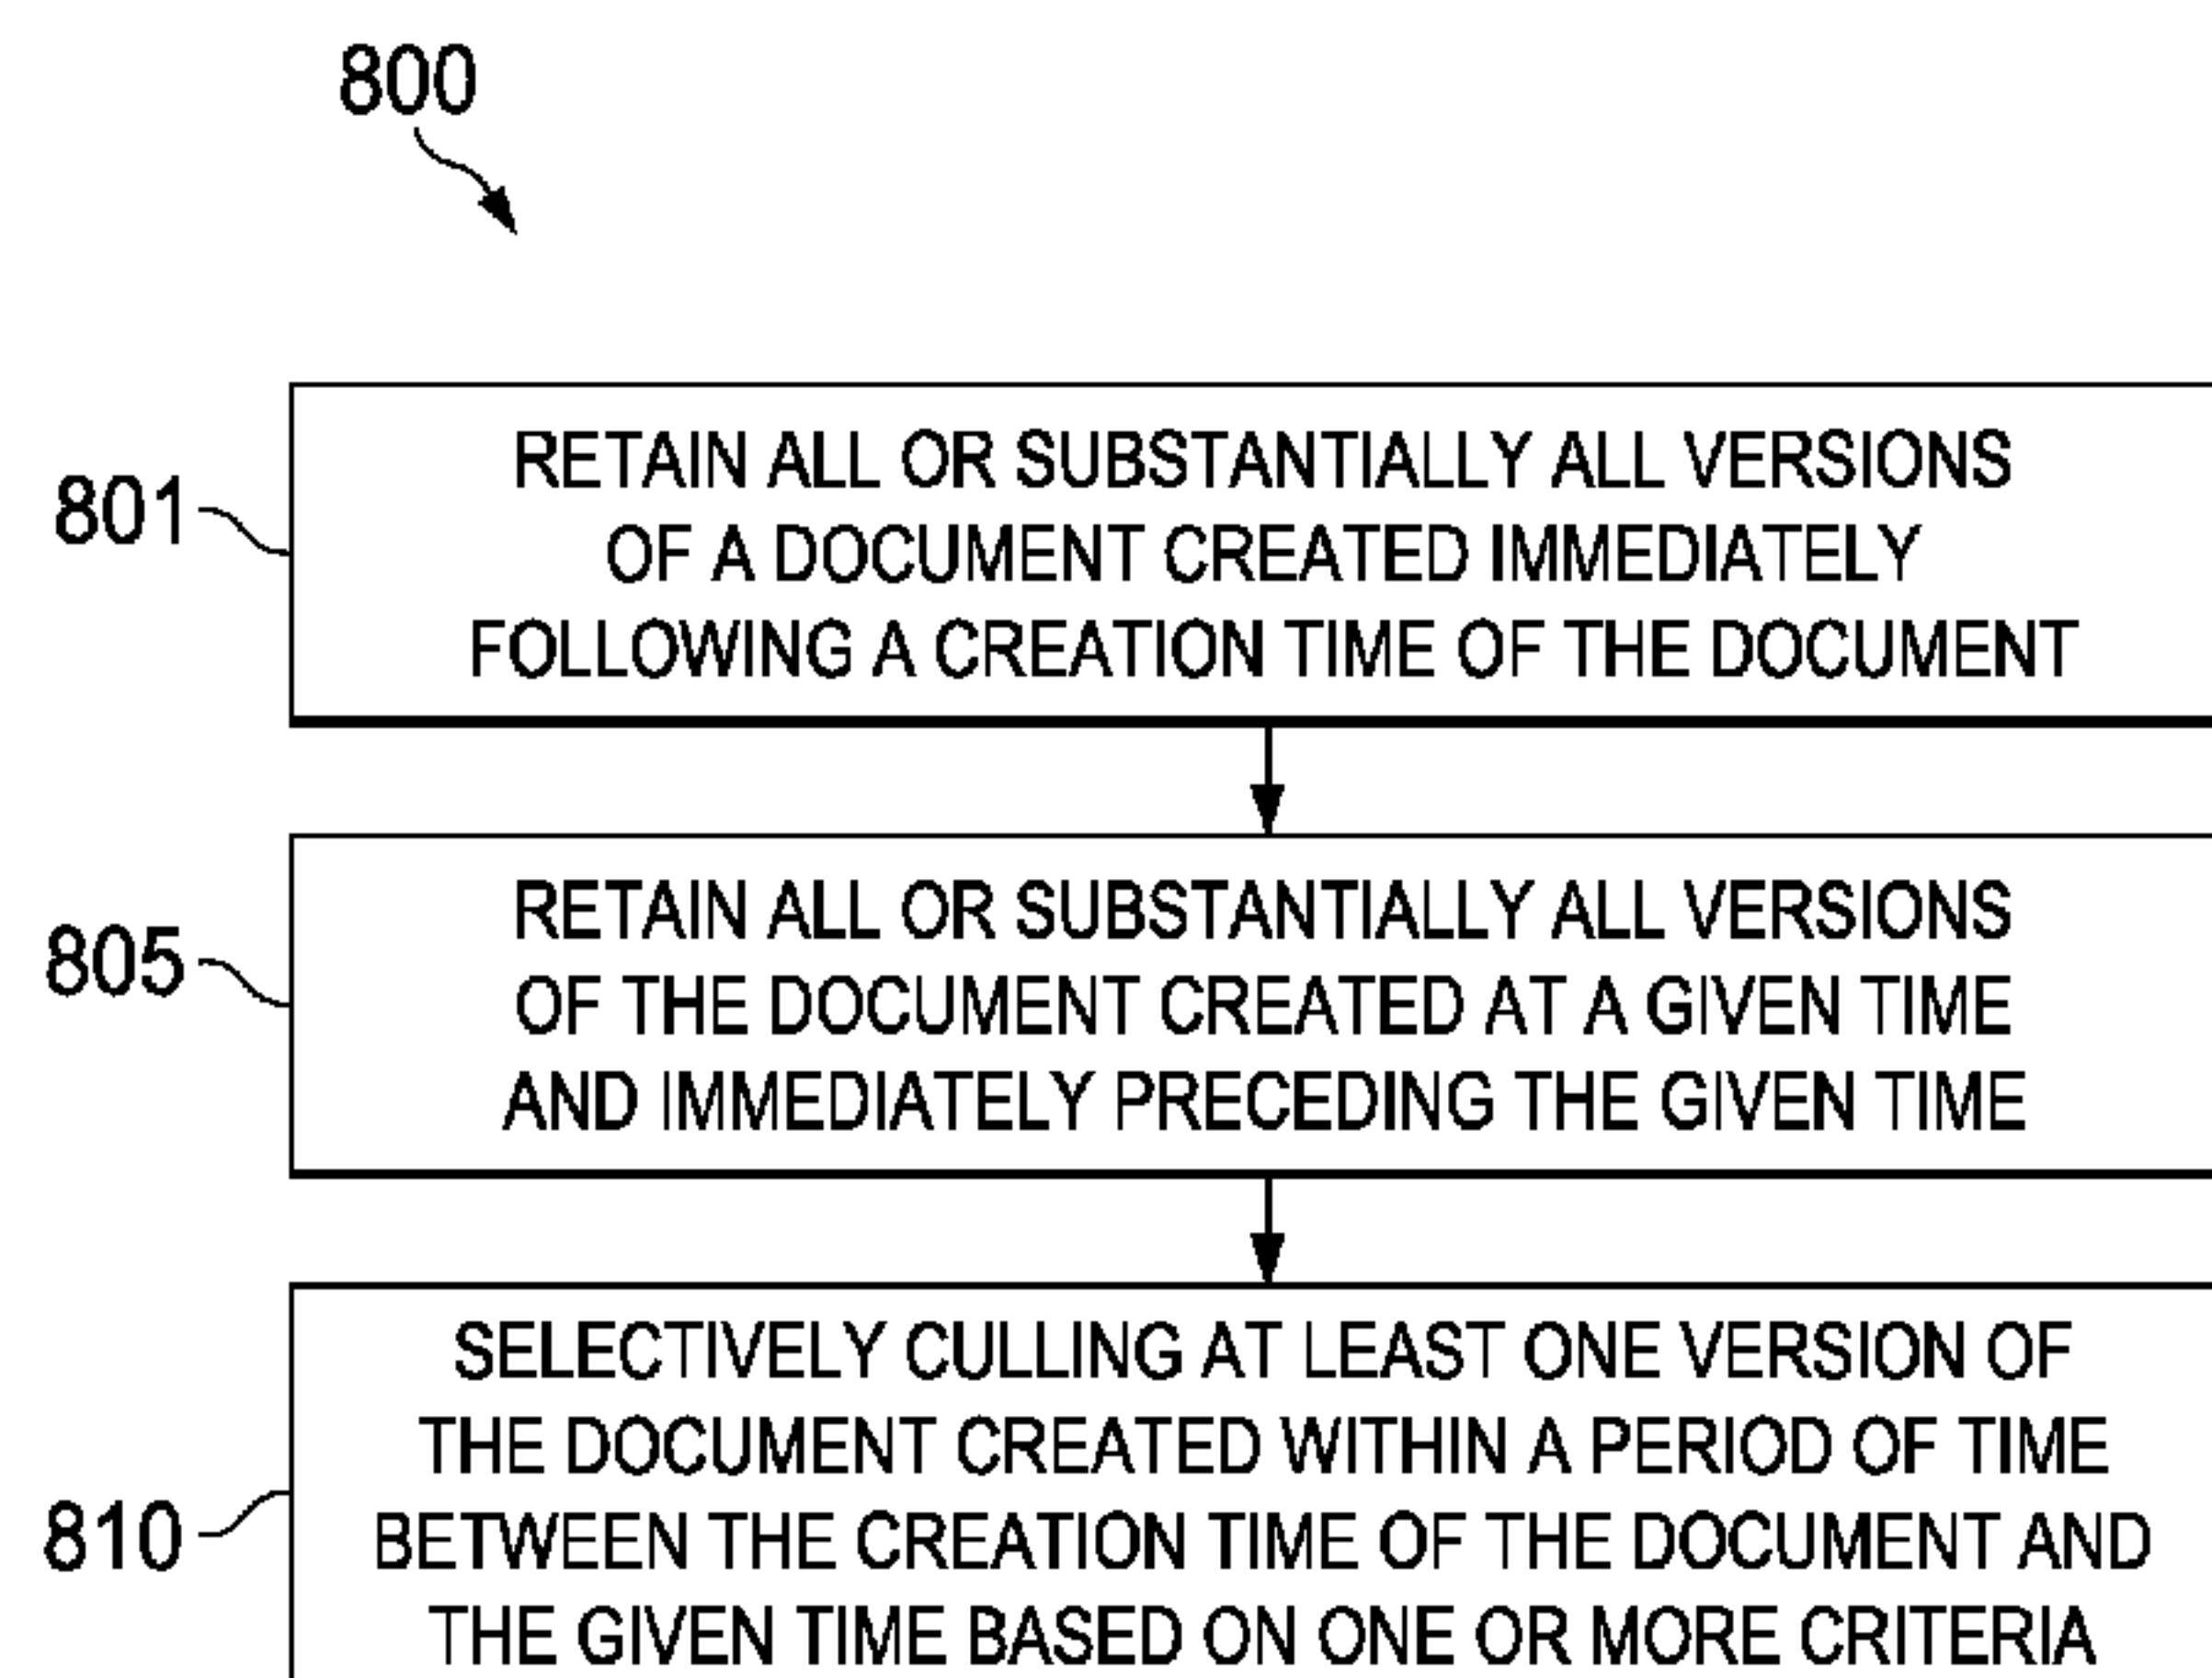 800
801
RETAIN ALL OR SUBSTANTIALLY ALL VERSIONS
OF A DOCUMENT CREATED IMMEDIATELY
FOLLOWING A CREATION TIME OF THE DOCUMENT
805
RETAIN ALL OR SUBSTANTIALLY ALL VERSIONS
OF THE DOCUMENT CREATED AT A GIVEN TIME
AND IMMEDIATELY PRECEDING THE GIVEN TIME
810
SELECTIVELY CULLING AT LEAST ONE VERSION OF
THE DOCUMENT CREATED WITHIN A PERIOD OF TIME
BETWEEN THE CREATION TIME OF THE DOCUMENT AND
THE GIVEN TIME BASED ON ONE OR MORE CRITERIA